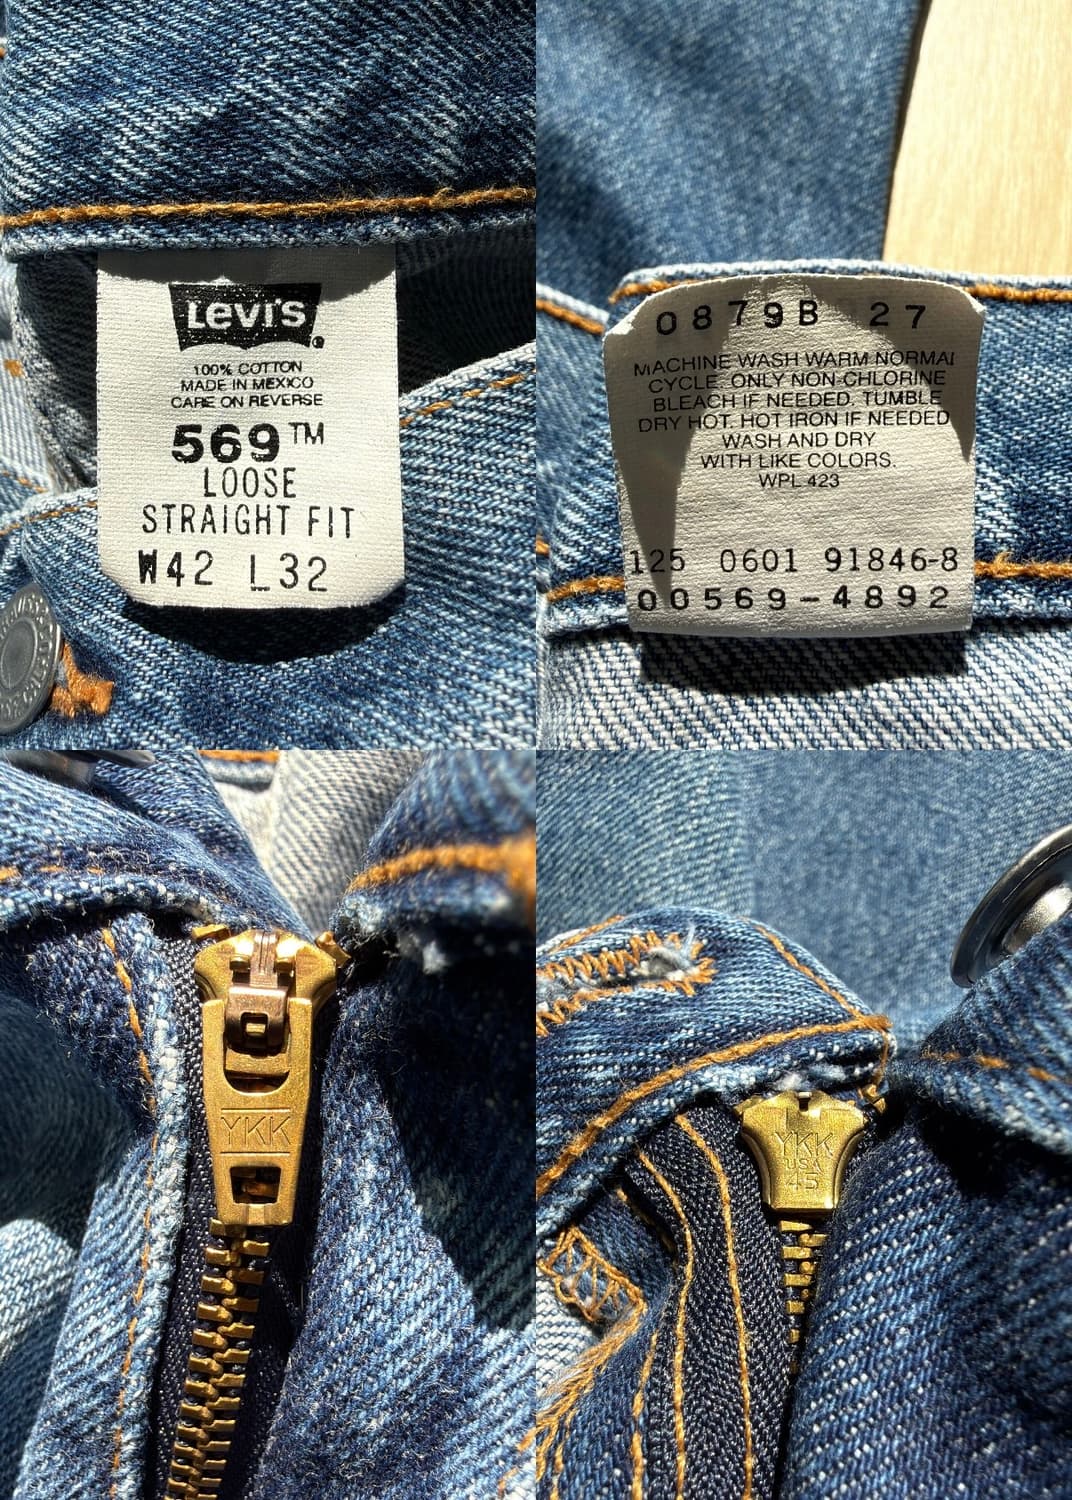 Levi's®
100% COTTON
MADE IN MEXICO
CARE ON REVERSE
569™
LOOSE
STRAIGHT FIT
W42 L32
0879B 27
MACHINE WASH WARM NORMAL
CYCLE. ONLY NON-CHLORINE
BLEACH IF NEEDED. TUMBLE
DRY HOT. HOT IRON IF NEEDED
WASH AND DRY
WITH LIKE COLORS.
WPL 423
125 0601 91846-8
00569-4892
YKK
YKK
USA
45